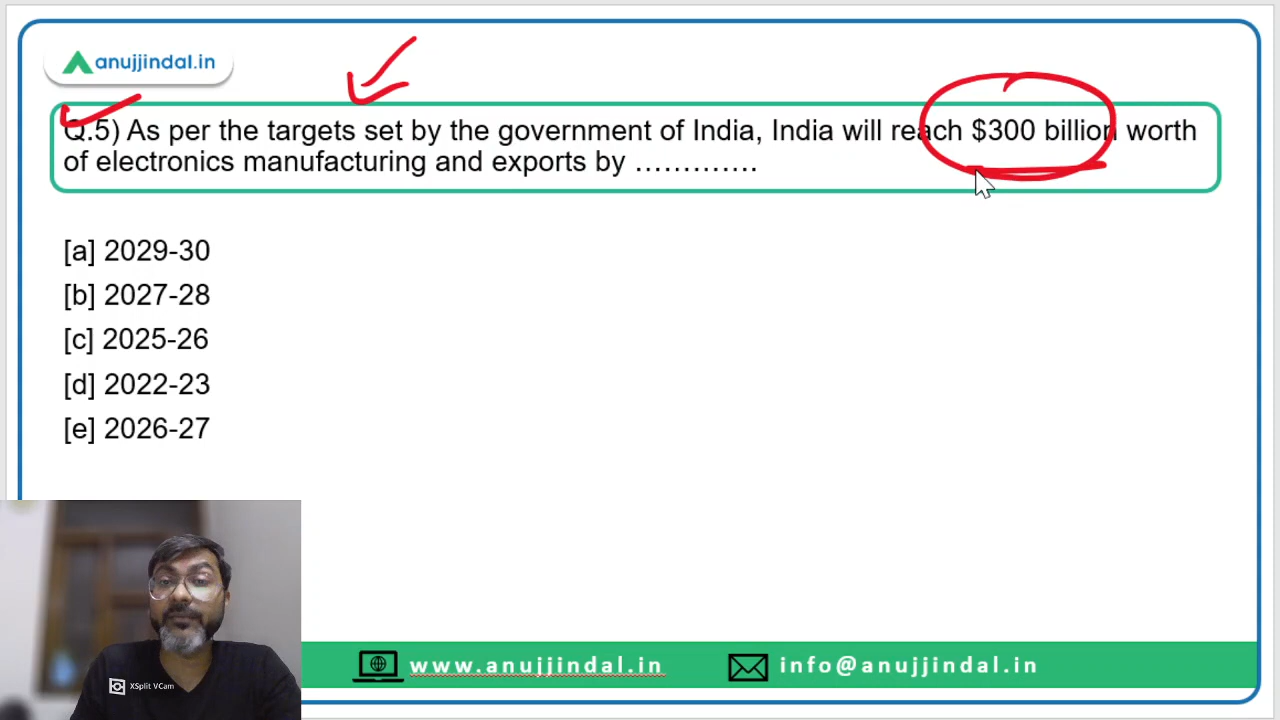 anujjindal.in
Q.5) As per the targets set by the government of India, India will reach $300 billion worth
of electronics manufacturing and exports by ………….
[a] 2029-30
[b] 2027-28
[c] 2025-26
[d] 2022-23
[e] 2026-27
XSplit VCam
www.anujjindal.in
info@anujjindal.in